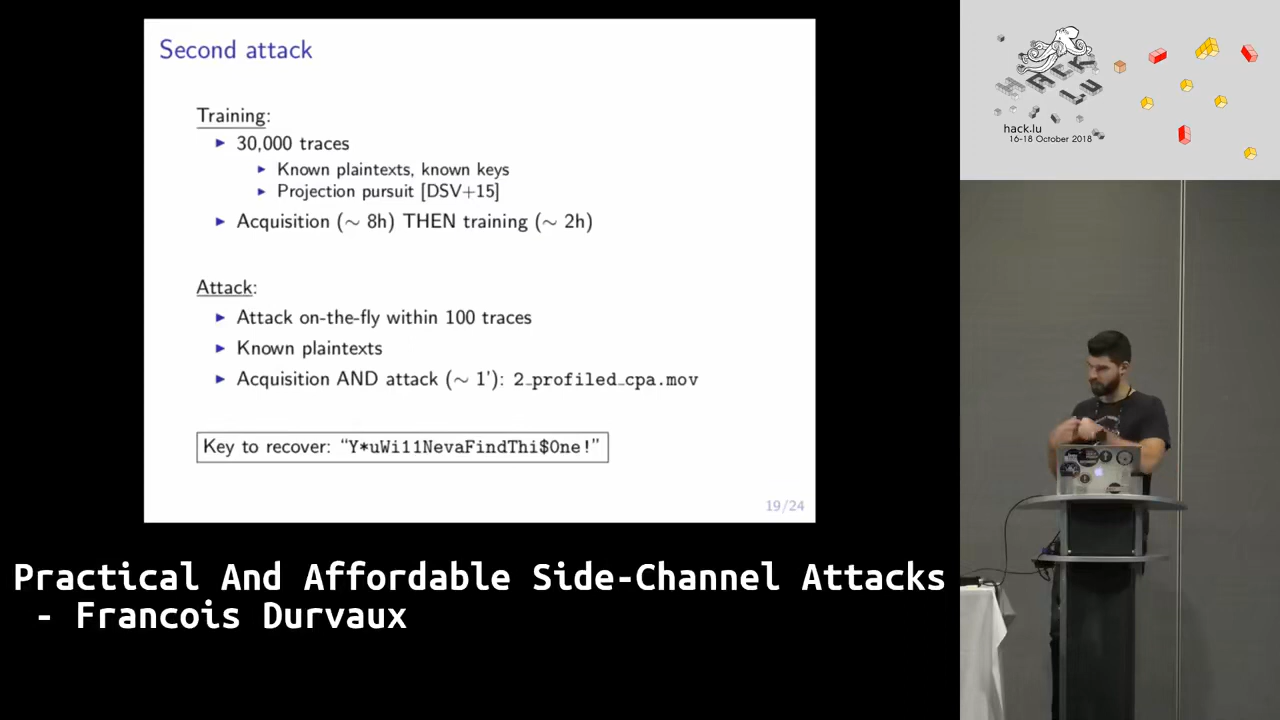 Second attack
Training:
► 30,000 traces
► Known plaintexts, known keys
► Projection pursuit [DSV+15]
► Acquisition (∼ 8h) THEN training (∼ 2h)
Attack:
► Attack on-the-fly within 100 traces
► Known plaintexts
► Acquisition AND attack (∼ 1'): 2_profiled_cpa.mov
Key to recover: “Y*uWi11NevaFindThi$One!”
19/24
Practical And Affordable Side-Channel Attacks
- Francois Durvaux
HACK
LU
hack.lu
16-18 October 2018